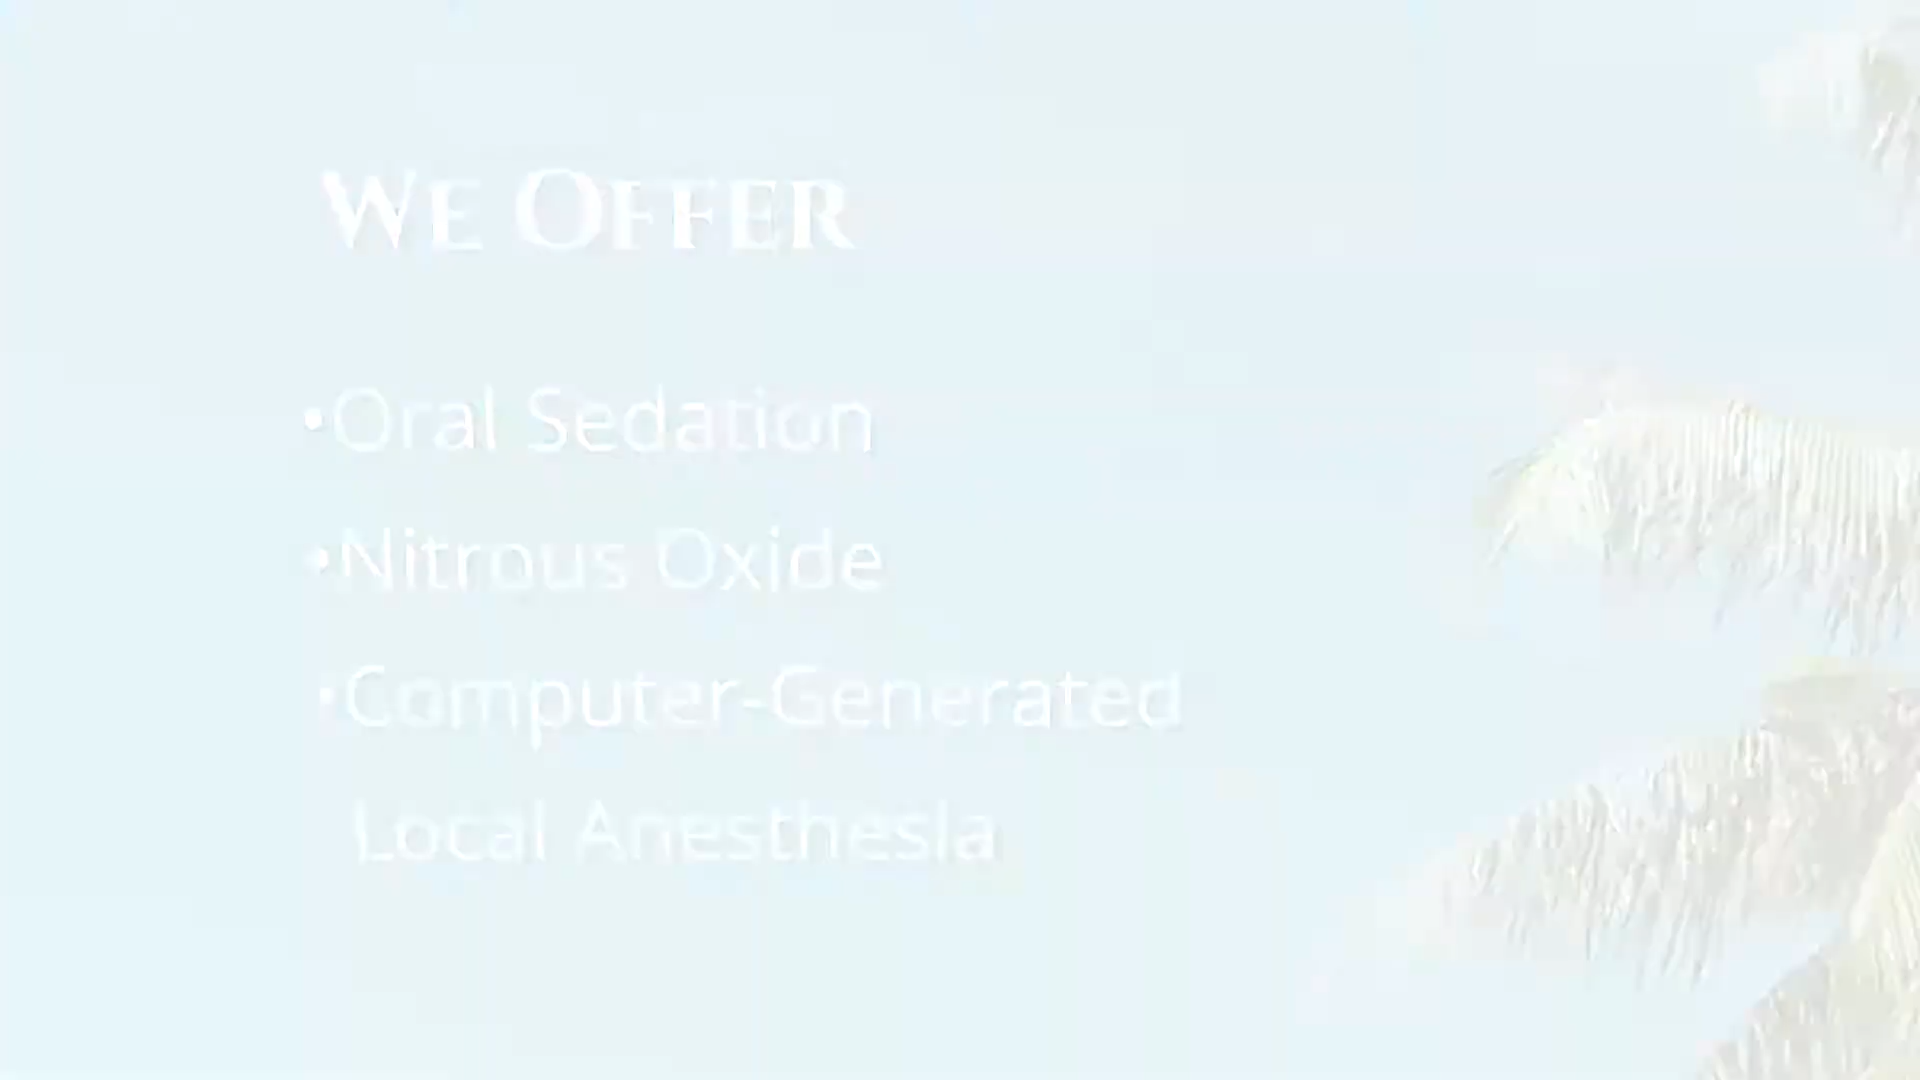 WE OFFER
•Oral Sedation
•Nitrous Oxide
•Computer-Generated
Local Anesthesia